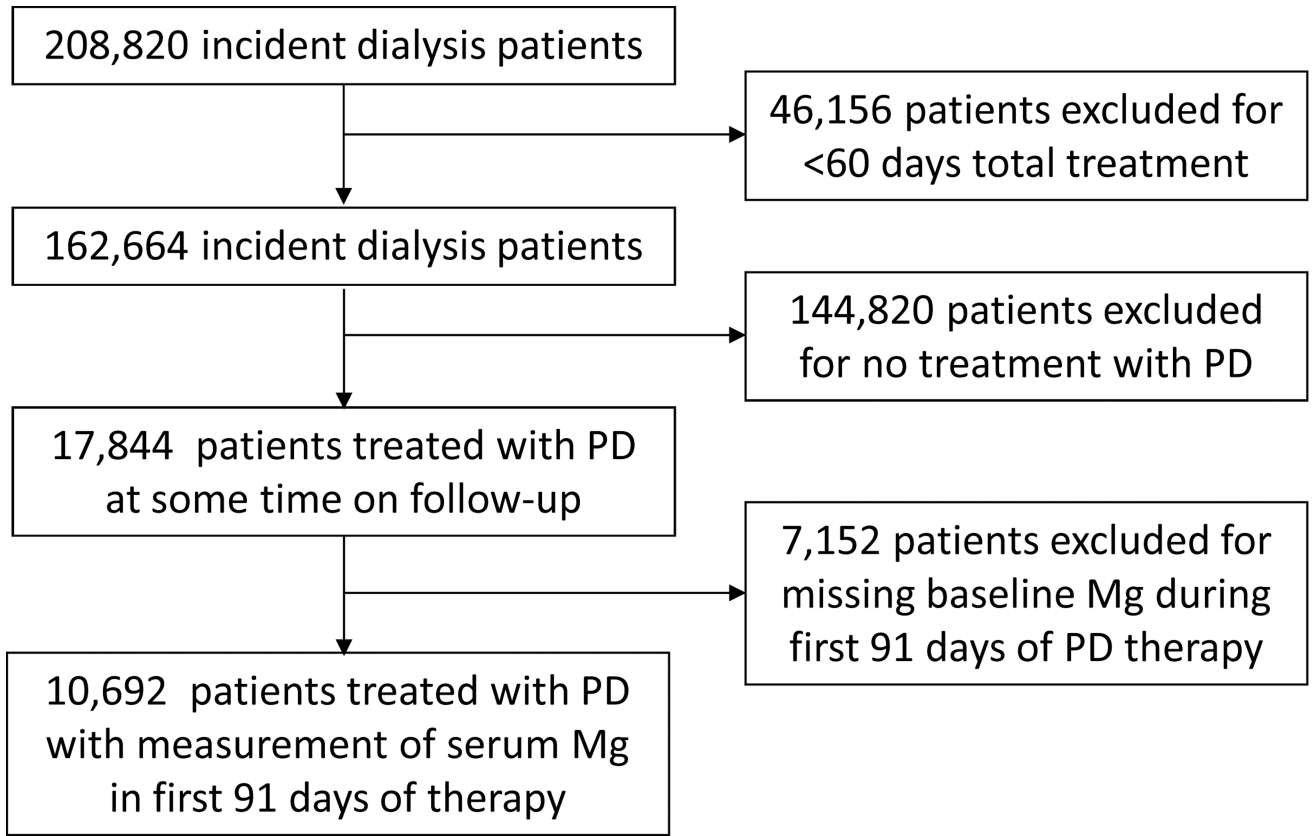 208,820 incident dialysis patients
46,156 patients excluded for
<60 days total treatment
162,664 incident dialysis patients
144,820 patients excluded
for no treatment with PD
17,844 patients treated with PD
at some time on follow-up
7,152 patients excluded for
missing baseline Mg during
first 91 days of PD therapy
10,692 patients treated with PD
with measurement of serum Mg
in first 91 days of therapy